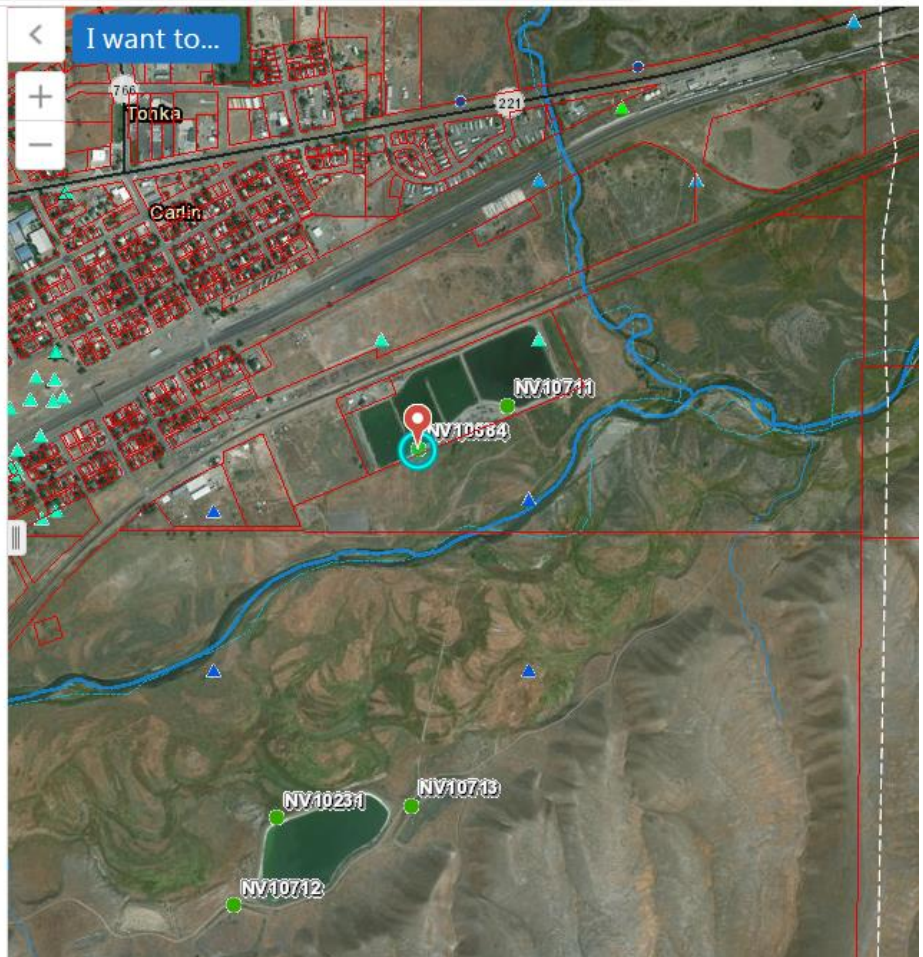 I want to...
+
−
766
Tonka
221
Carlin
NV10711
NV10584
NV10231
NV10713
NV10712